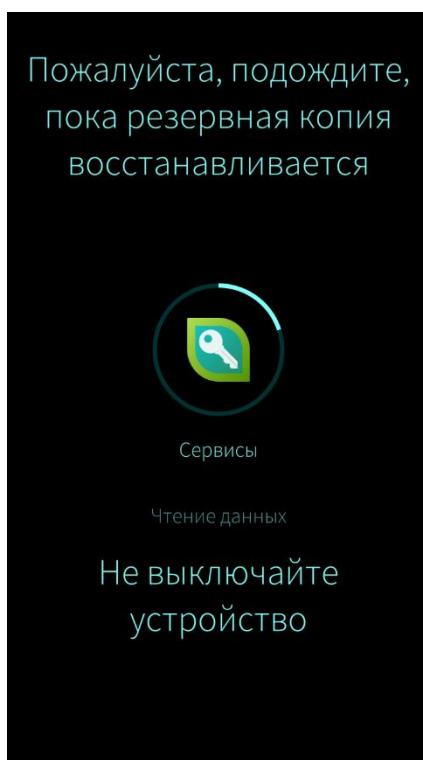 Пожалуйста, подождите,
пока резервная копия
восстанавливается
Сервисы
Чтение данных
Не выключайте
устройство